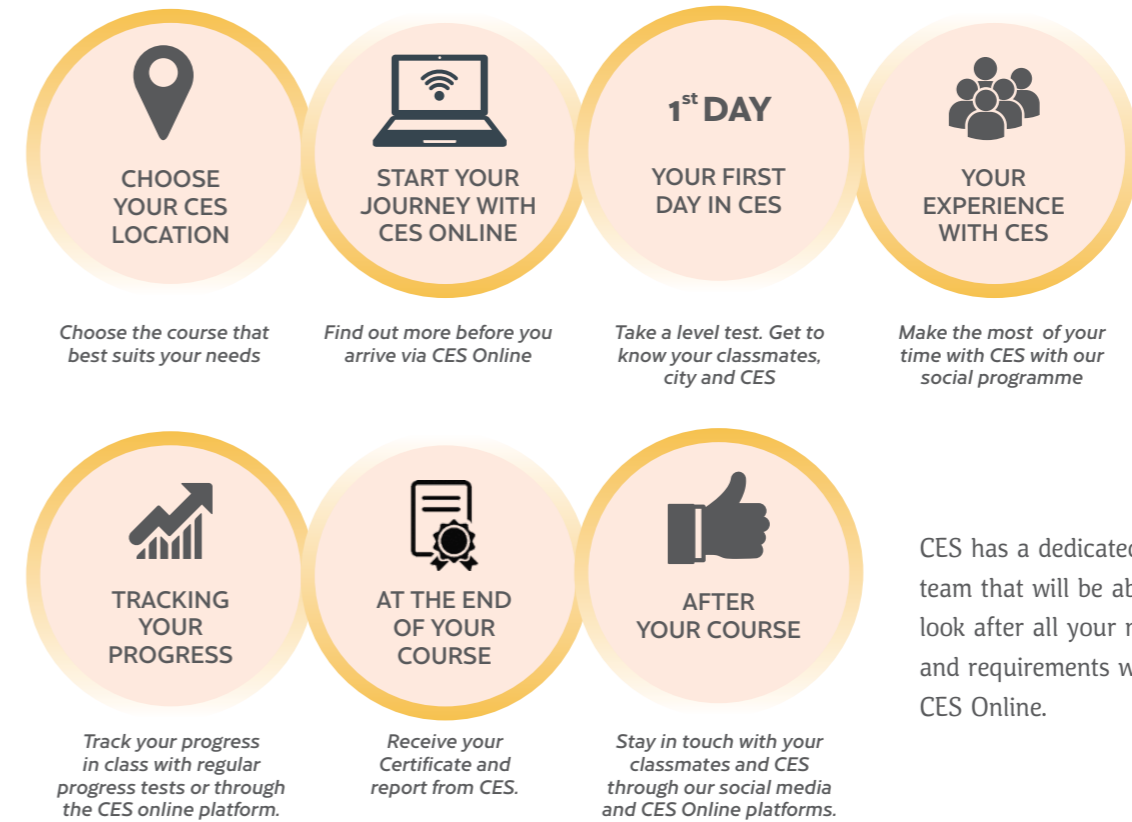 CHOOSE
YOUR CES
LOCATION
Choose the course that
best suits your needs
START YOUR
JOURNEY WITH
CES ONLINE
Find out more before you
arrive via CES Online
1st DAY
YOUR FIRST
DAY IN CES
Take a level test. Get to
know your classmates,
city and CES
YOUR
EXPERIENCE
WITH CES
Make the most of your
time with CES with our
social programme
TRACKING
YOUR
PROGRESS
Track your progress
in class with regular
progress tests or through
the CES online platform.
AT THE END
OF YOUR
COURSE
Receive your
Certificate and
report from CES.
AFTER
YOUR COURSE
Stay in touch with your
classmates and CES
through our social media
and CES Online platforms.
CES has a dedicated
team that will be
look after all your
and requirements
CES Online.